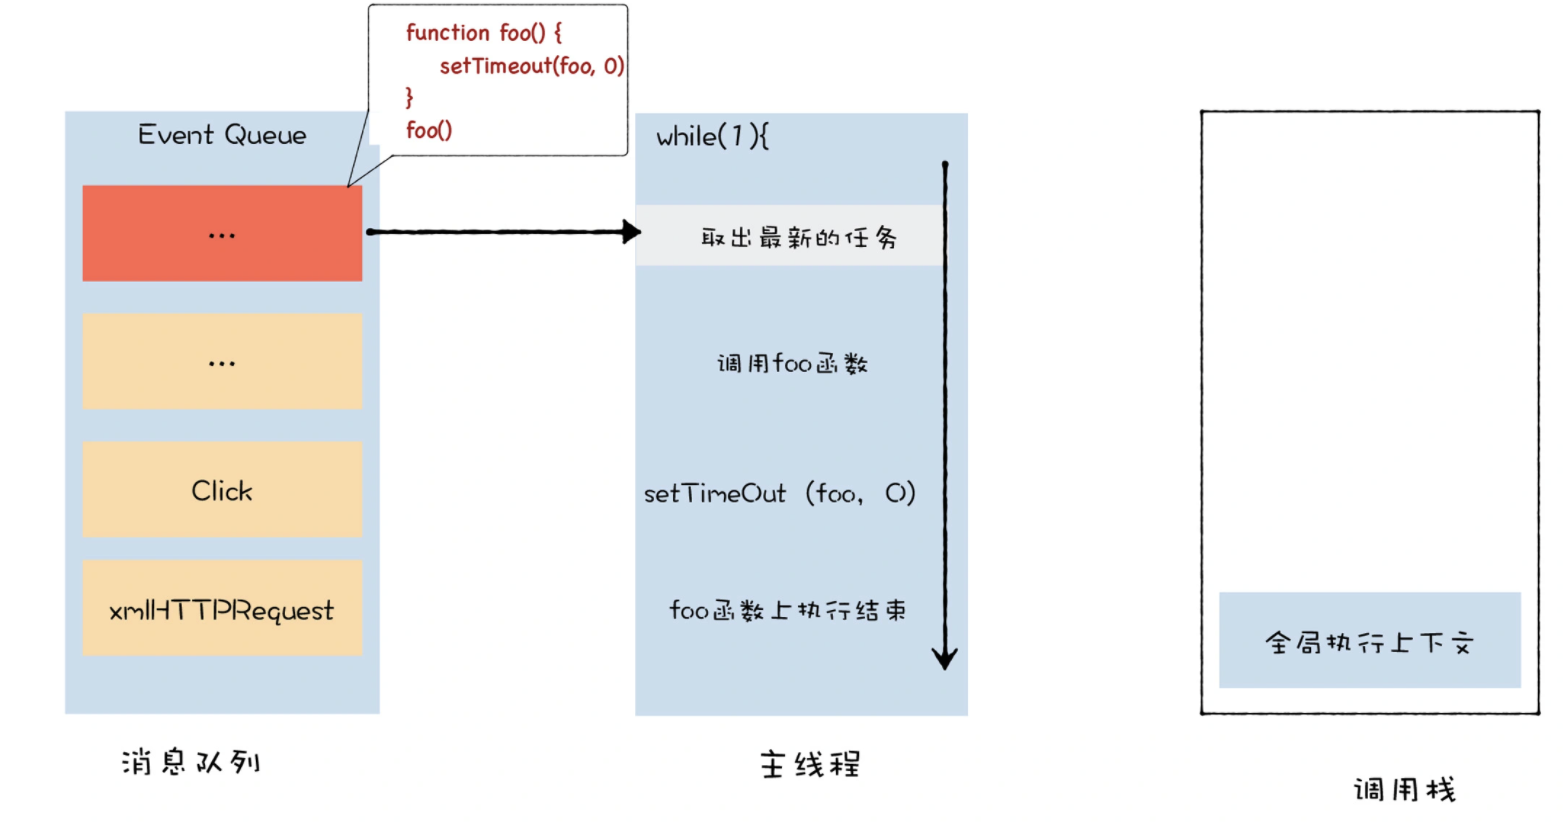 function foo() {
setTimeout(foo, 0)
}
foo()
Event Queue
...
...
Click
xmlHTTPRequest
消息队列
while(1){
取出最新的任务
调用foo函数
setTimeOut (foo, 0)
foo函数上执行结束
主线程
全局执行上下文
调用栈